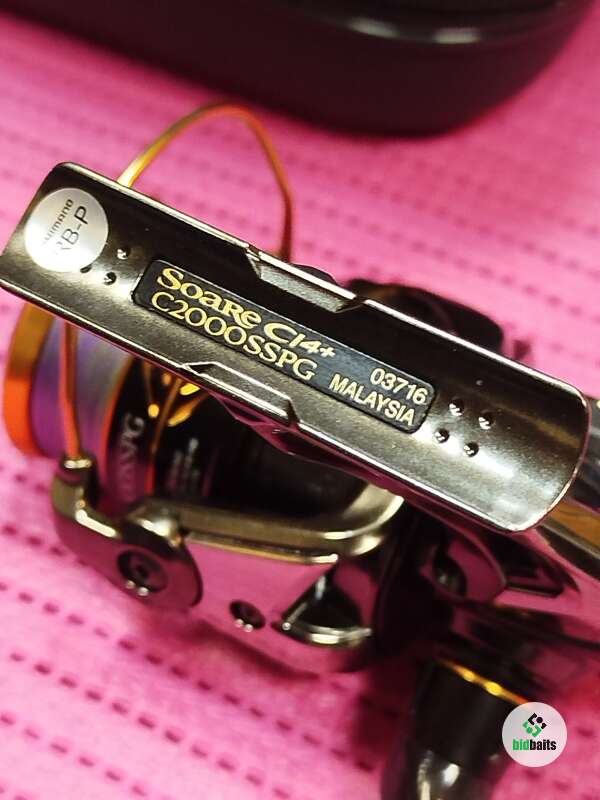 SHIMANO
RB-P
SOARE CI4+
C2000SSPG
03716
MALAYSIA
bidbaits